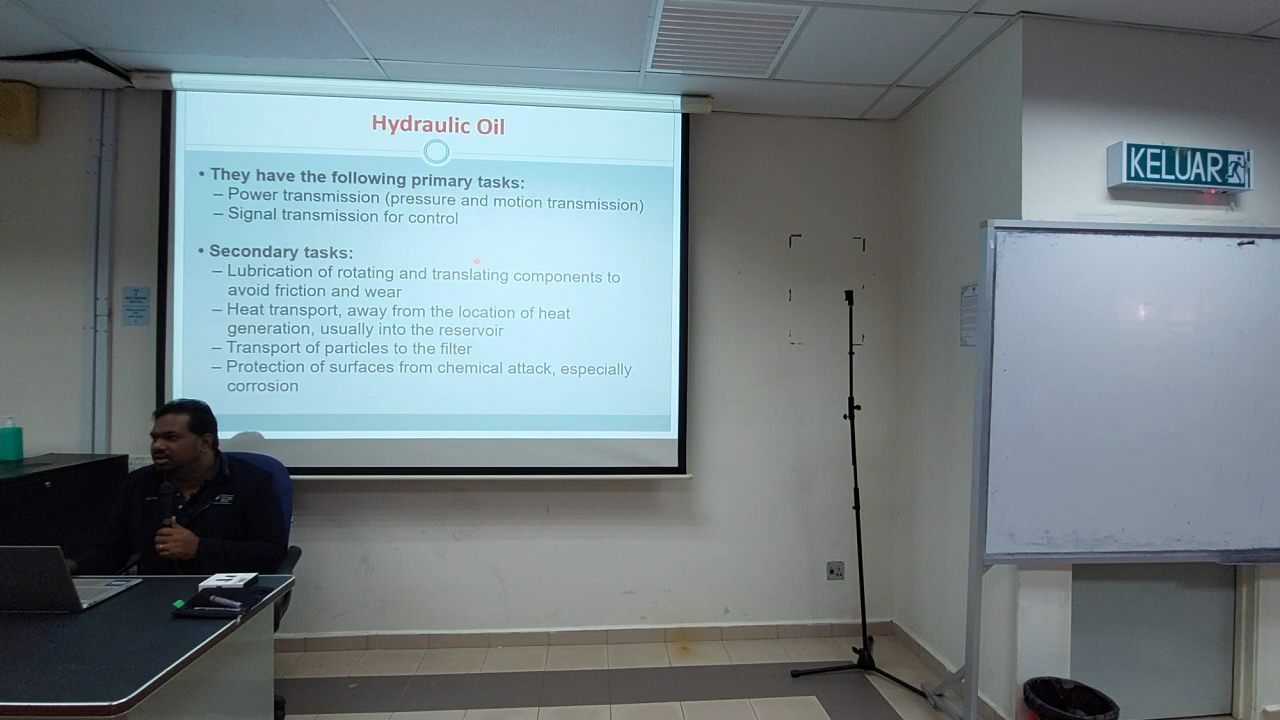 Hydraulic Oil
• They have the following primary tasks:
– Power transmission (pressure and motion transmission)
– Signal transmission for control
• Secondary tasks:
– Lubrication of rotating and translating components to
avoid friction and wear
– Heat transport, away from the location of heat
generation, usually into the reservoir
– Transport of particles to the filter
– Protection of surfaces from chemical attack, especially
corrosion
KELUAR